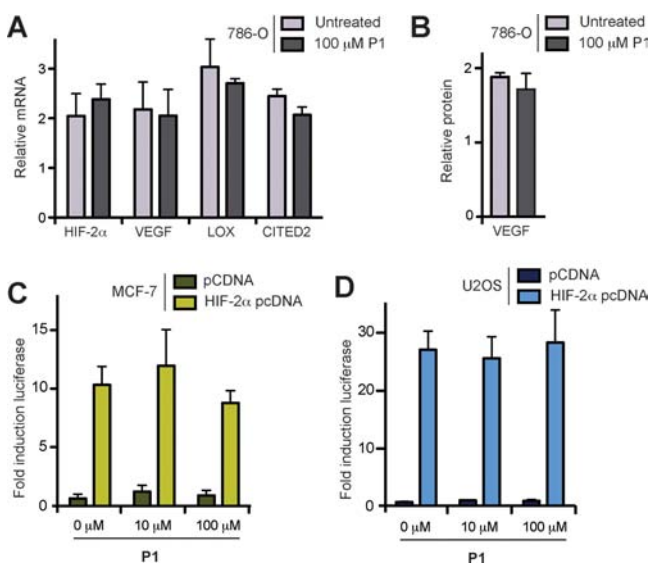 A
786-O
Untreated
100 µM P1
Relative mRNA
3
2
1
0
HIF-2α VEGF LOX CITED2
B
786-O
Untreated
100 µM P1
Relative protein
2
1
0
VEGF
C
MCF-7
pCDNA
HIF-2α pcDNA
Fold induction luciferase
15
10
5
0
0 µM 10 µM 100 µM
P1
D
U2OS
pCDNA
HIF-2α pcDNA
Fold induction luciferase
30
20
10
0
0 µM 10 µM 100 µM
P1